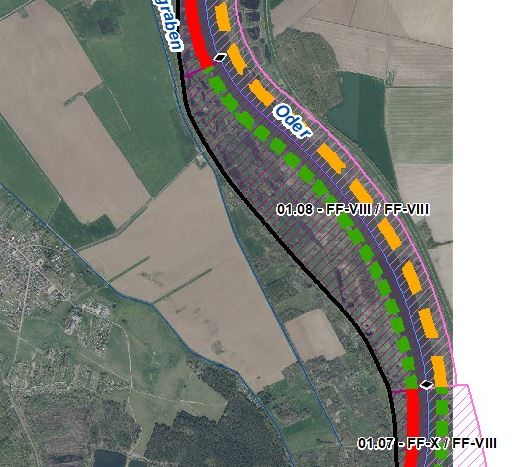 graben
Oder
01.08 - FF-VIII / FF-VIII
01.07 - FF-X / FF-VIII